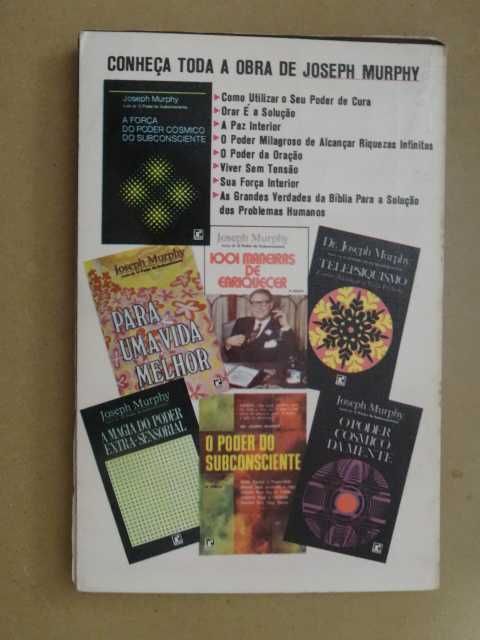 CONHEÇA TODA A OBRA DE JOSEPH MURPHY
Joseph Murphy
A FORÇA
DO PODER CÓSMICO
DO SUBCONSCIENTE
Como Utilizar o Seu Poder de Cura
Orar É a Solução
A Paz Interior
O Poder Milagroso de Alcançar Riquezas Infinitas
O Poder da Oração
Viver Sem Tensão
Sua Força Interior
As Grandes Verdades da Bíblia Para a Solução
dos Problemas Humanos
Joseph Murphy
PARA
UMA VIDA
MELHOR
Joseph Murphy
1001 MANEIRAS
DE
ENRIQUECER
Dr. Joseph Murphy
TELEPSIQUISMO
Joseph Murphy
A MAGIA DO PODER
EXTRA-SENSORIAL
O PODER DO
SUBCONSCIENTE
Joseph Murphy
O PODER
CÓSMICO
DA MENTE